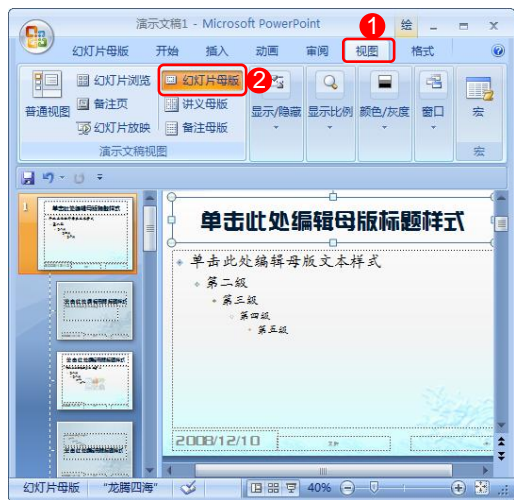 演示文稿1 - Microsoft PowerPoint
绘
1
幻灯片母版 开始 插入 动画 审阅 视图 格式
普通视图
幻灯片浏览
备注页
幻灯片放映
幻灯片母版
2
讲义母版
备注母版
显示/隐藏
显示比例
颜色/灰度
窗口
宏
演示文稿视图
宏
1
单击此处编辑母版标题样式
单击此处编辑母版文本样式
第二级
第三级
第四级
第五级
2008/12/10
幻灯片母版 "龙腾四海" 40%